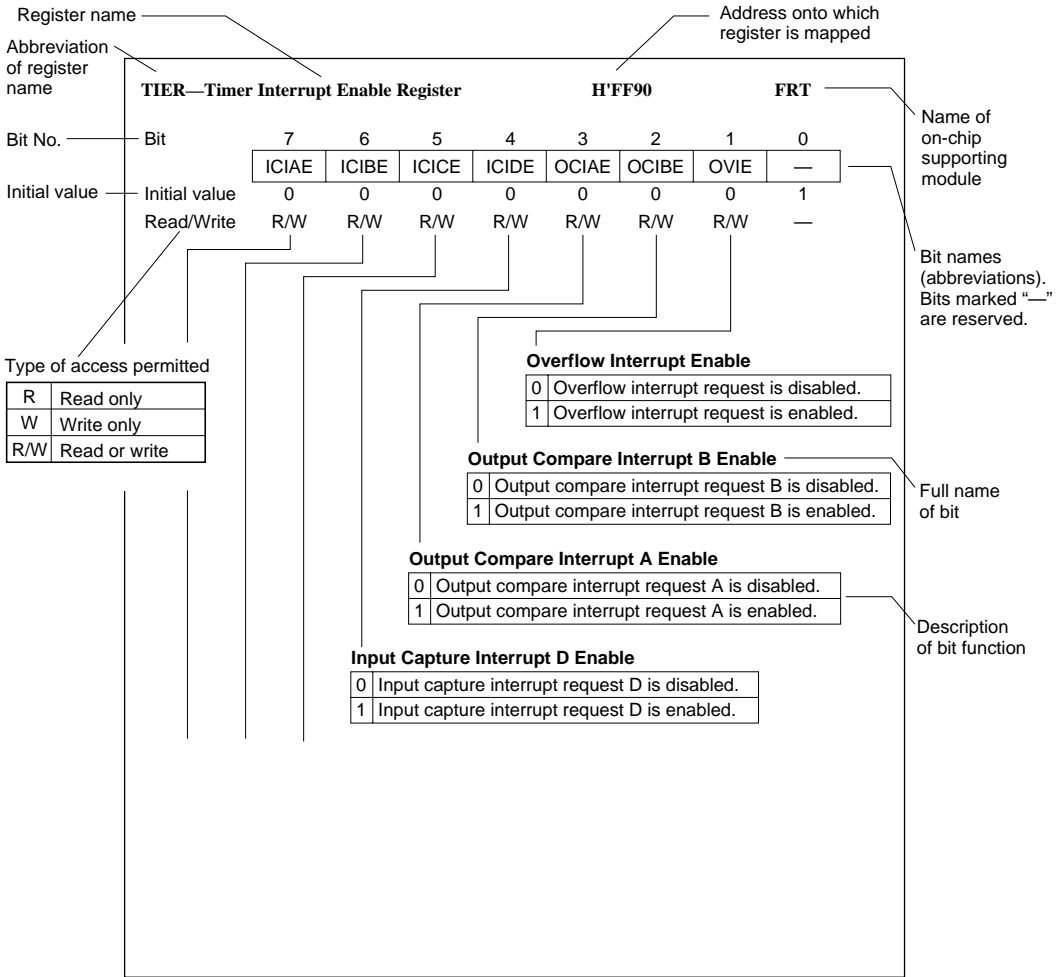 Register name
Address onto which
register is mapped
Abbreviation
of register
name
TIER—Timer Interrupt Enable Register H'FF90 FRT
Name of
on-chip
supporting
module
Bit No. Bit 7 6 5 4 3 2 1 0
ICIAE ICIBE ICICE ICIDE OCIAE OCIBE OVIE —
Initial value Initial value 0 0 0 0 0 0 0 1
Read/Write R/W R/W R/W R/W R/W R/W R/W —
Bit names
(abbreviations).
Bits marked “—”
are reserved.
Type of access permitted
R Read only
W Write only
R/W Read or write
Overflow Interrupt Enable
0 Overflow interrupt request is disabled.
1 Overflow interrupt request is enabled.
Output Compare Interrupt B Enable
0 Output compare interrupt request B is disabled.
1 Output compare interrupt request B is enabled.
Full name
of bit
Output Compare Interrupt A Enable
0 Output compare interrupt request A is disabled.
1 Output compare interrupt request A is enabled.
Description
of bit function
Input Capture Interrupt D Enable
0 Input capture interrupt request D is disabled.
1 Input capture interrupt request D is enabled.